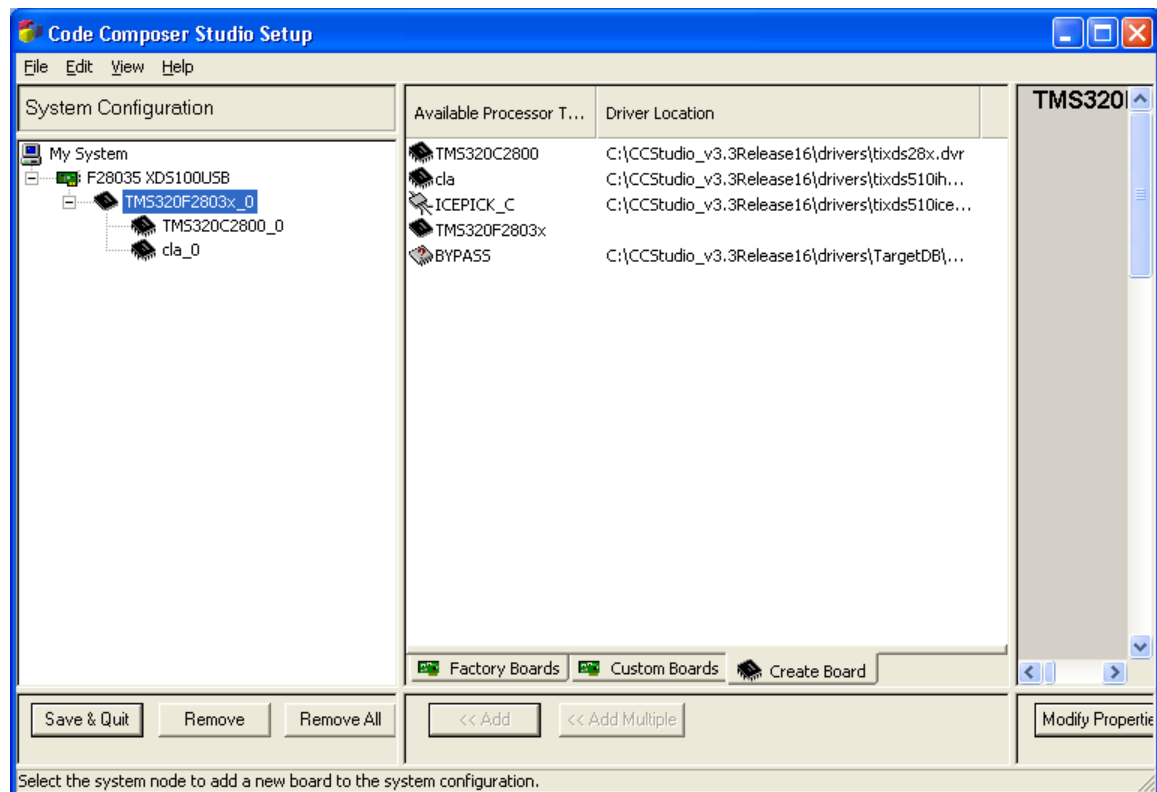 Code Composer Studio Setup
File Edit View Help
System Configuration
My System
F28035 XDS100USB
TMS320F2803x_0
TMS320C2800_0
cla_0
Available Processor T... Driver Location
TMS320C2800 C:\CCStudio_v3.3Release16\drivers\tixds28x.dvr
cla C:\CCStudio_v3.3Release16\drivers\tixds510ih...
ICEPICK_C C:\CCStudio_v3.3Release16\drivers\tixds510ice...
TMS320F2803x
BYPASS C:\CCStudio_v3.3Release16\drivers\TargetDB\...
TMS320
Factory Boards Custom Boards Create Board
Save & Quit Remove Remove All << Add << Add Multiple Modify Propertie
Select the system node to add a new board to the system configuration.